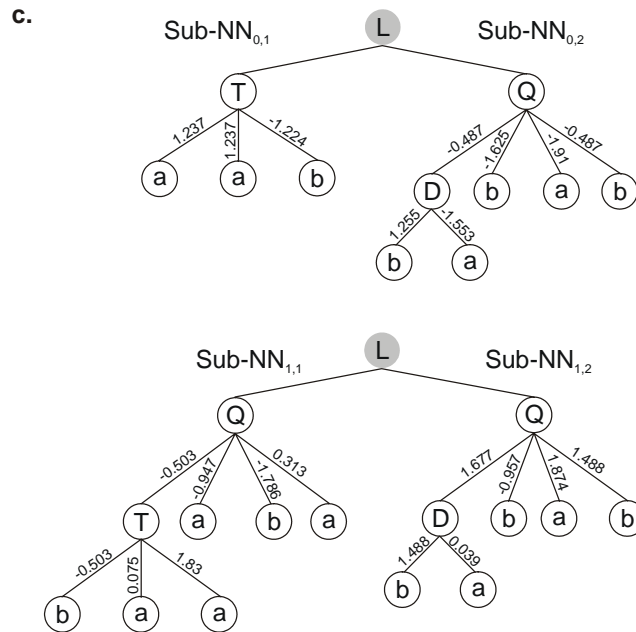 c.
Sub-NN0,1 L Sub-NN0,2
T Q
1.237 1.237 -1.224 -0.487 -1.625 -1.91 -0.487
a a b D b a b
1.255 -1.553
b a
Sub-NN1,1 L Sub-NN1,2
Q Q
-0.503 -0.947 -1.786 0.313 1.677 -0.957 1.874 1.488
T a b a D b a b
-0.503 0.075 1.83 1.488 0.039
b a a b a